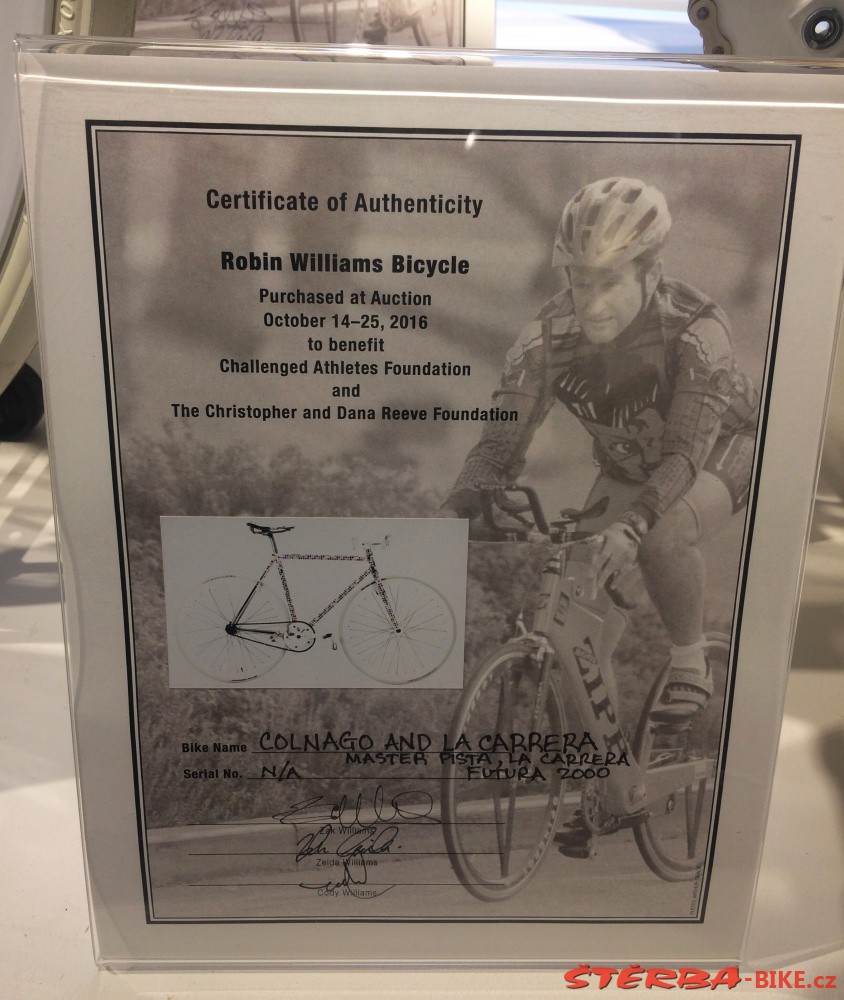 Certificate of Authenticity
Robin Williams Bicycle
Purchased at Auction
October 14–25, 2016
to benefit
Challenged Athletes Foundation
and
The Christopher and Dana Reeve Foundation
ZIPP
Bike Name COLNAGO AND LA CARRERA
MASTER PISTA, LA CARRERA
Serial No. N/A FUTURA 2000
Zak Williams
Zelda Williams
Cody Williams
ŠTĚRBA-BIKE.cz